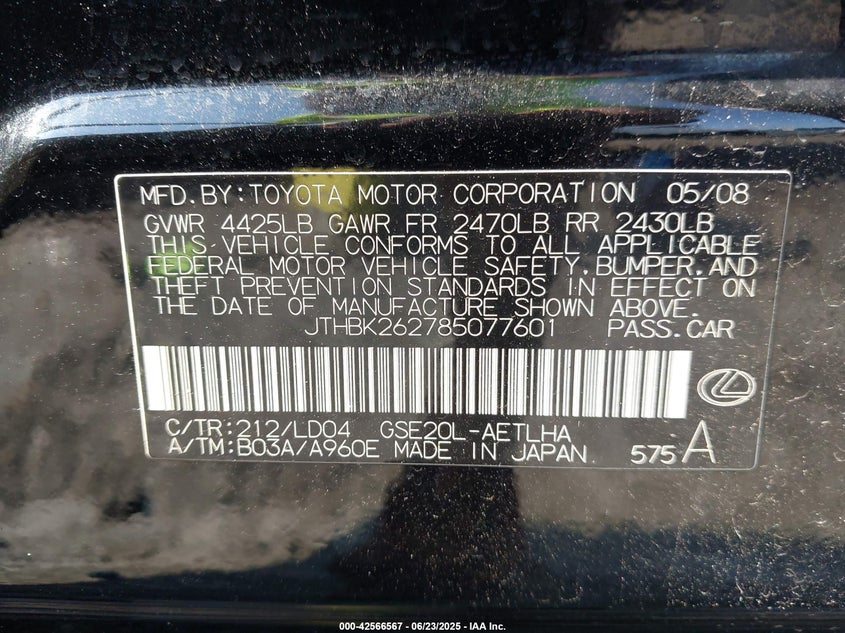 MFD. BY: TOYOTA MOTOR CORPORATION 05/08
GVWR 4425LB GAWR FR 2470LB RR 2430LB
THIS VEHICLE CONFORMS TO ALL APPLICABLE
FEDERAL MOTOR VEHICLE SAFETY, BUMPER, AND
THEFT PREVENTION STANDARDS IN EFFECT ON
THE DATE OF MANUFACTURE SHOWN ABOVE.
JTHBK262785077601 PASS. CAR
C/TR: 212/LD04 GSE20L-AETLHA
A/TM: B03A/A960E MADE IN JAPAN. 575 A
000-42566567 - 06/23/2025 - IAA Inc.